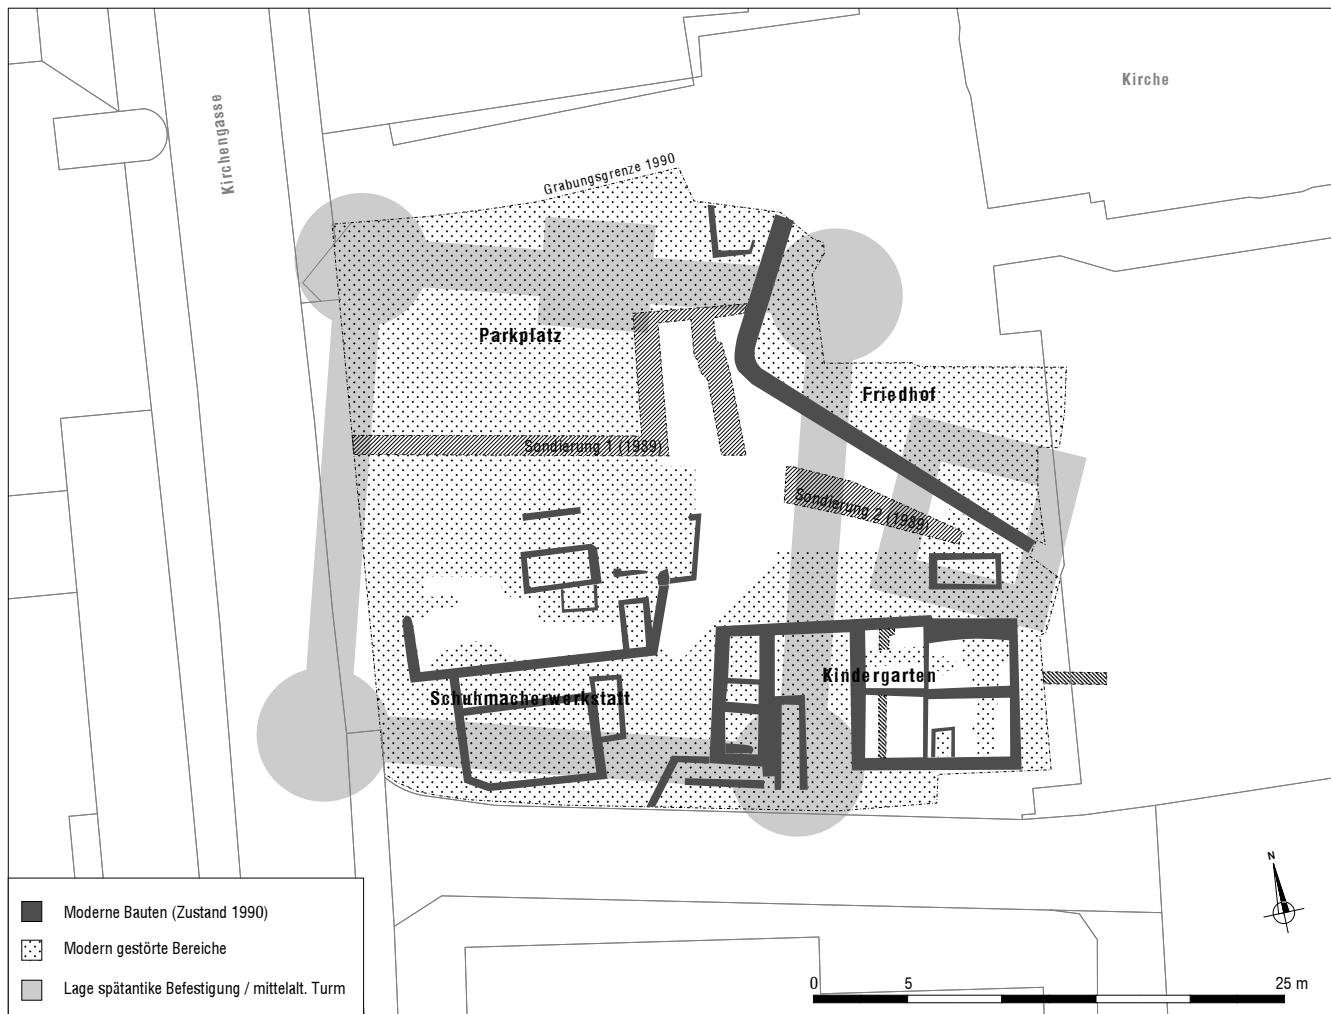 Kirche
Kirchengasse
Grabungsgrenze 1990
Parkplatz
Friedhof
Sondierung 1 (1989)
Sondierung 2 (1989)
Kindergarten
Schuhmacherwerkstatt
N
Moderne Bauten (Zustand 1990)
Modern gestörte Bereiche
Lage spätantike Befestigung / mittelalt. Turm
0 5 25 m